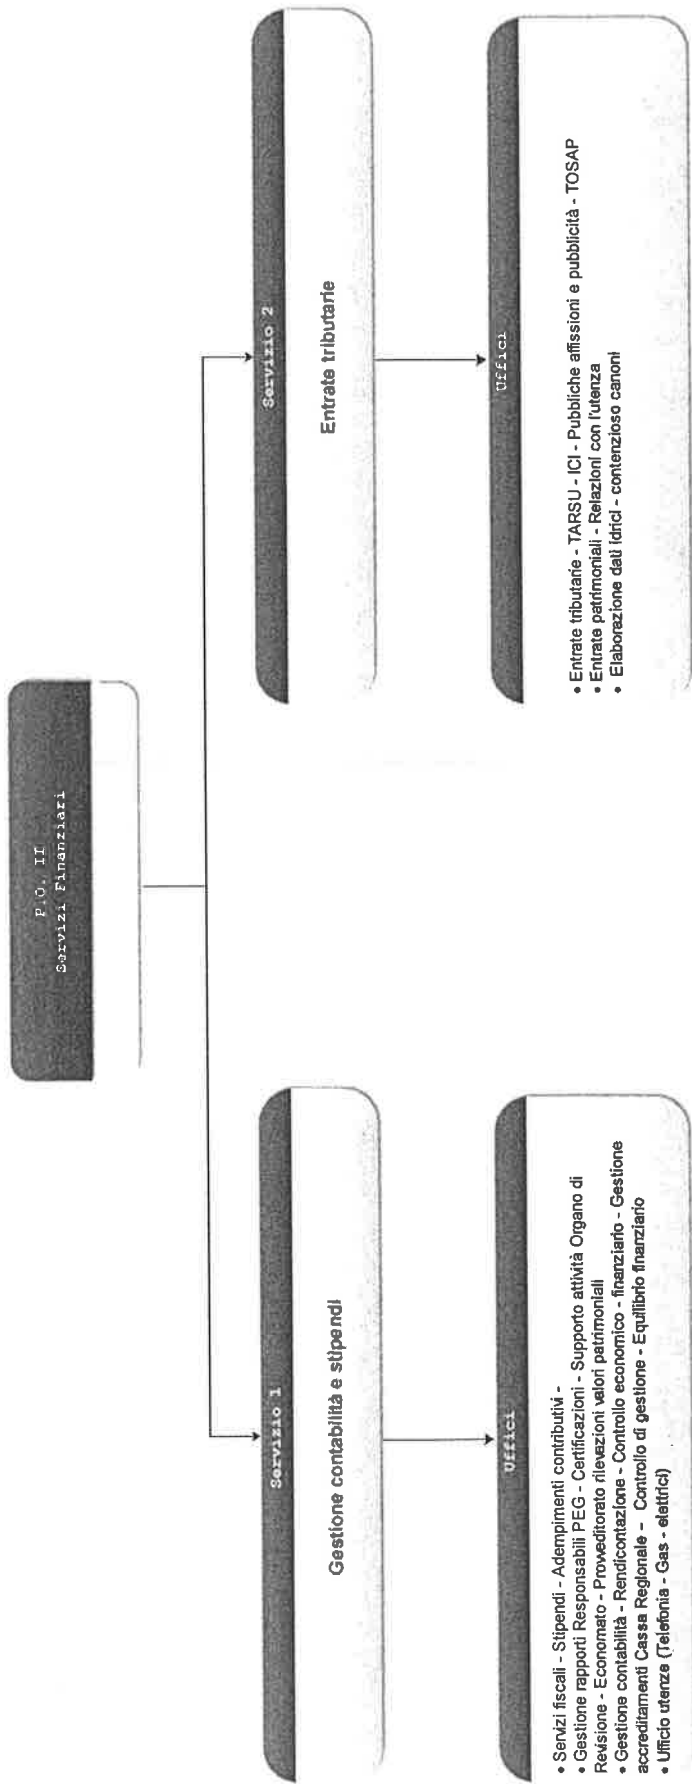 P.O. II
Servizi Finanziari
Servizio 1
Gestione contabilità e stipendi
Uffici
• Servizi fiscali - Stipendi - Adempimenti contributivi -
• Gestione rapporti Responsabili PEG - Certificazioni - Supporto attività Organo di
Revisione - Economato - Provveditorato rilevazioni valori patrimoniali
• Gestione contabilità - Rendicontazione - Controllo economico - finanziario - Gestione
accreditamenti Cassa Regionale - Controllo di gestione - Equilibrio finanziario
• Ufficio utenze (Telefonia - Gas - elettrici)
Servizio 2
Entrate tributarie
Uffici
• Entrate tributarie - TARSU - ICI - Pubbliche affissioni e pubblicità - TOSAP
• Entrate patrimoniali - Relazioni con l'utenza
• Elaborazione dati idrici - contenzioso canoni